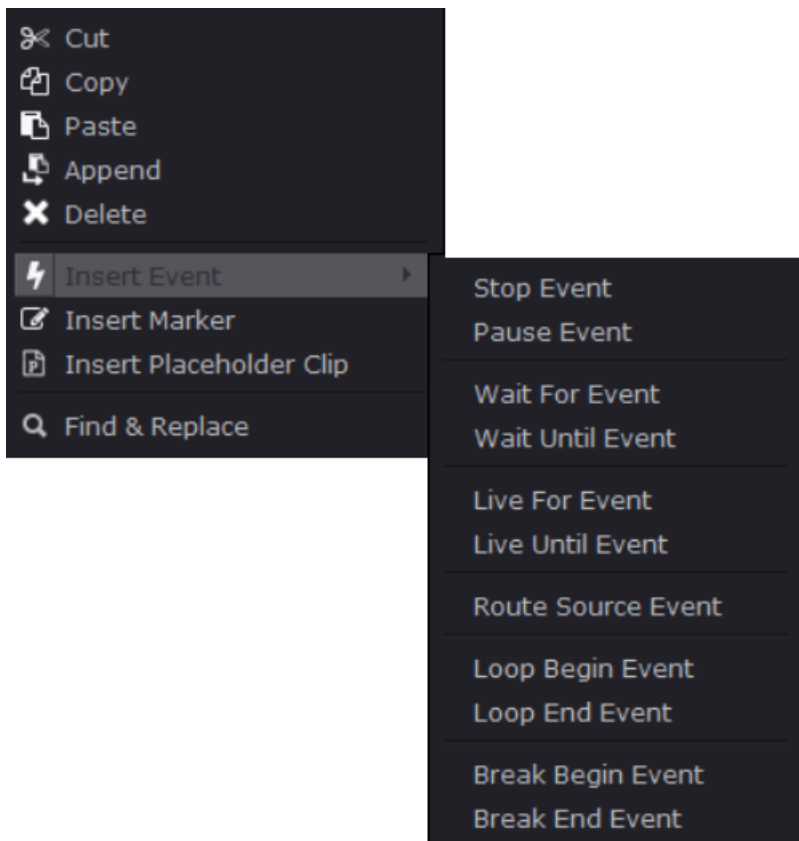 Cut
Copy
Paste
Append
Delete
Insert Event
Insert Marker
Insert Placeholder Clip
Find & Replace
Stop Event
Pause Event
Wait For Event
Wait Until Event
Live For Event
Live Until Event
Route Source Event
Loop Begin Event
Loop End Event
Break Begin Event
Break End Event